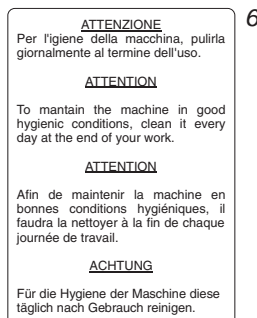 ATTENZIONE
Per l'igiene della macchina, pulirla
giornalmente al termine dell'uso.
ATTENTION
To mantain the machine in good
hygienic conditions, clean it every
day at the end of your work.
ATTENTION
Afin de maintenir la machine en
bonnes conditions hygiéniques, il
faudra la nettoyer à la fin de chaque
journée de travail.
ACHTUNG
Für die Hygiene der Maschine diese
täglich nach Gebrauch reinigen.
6